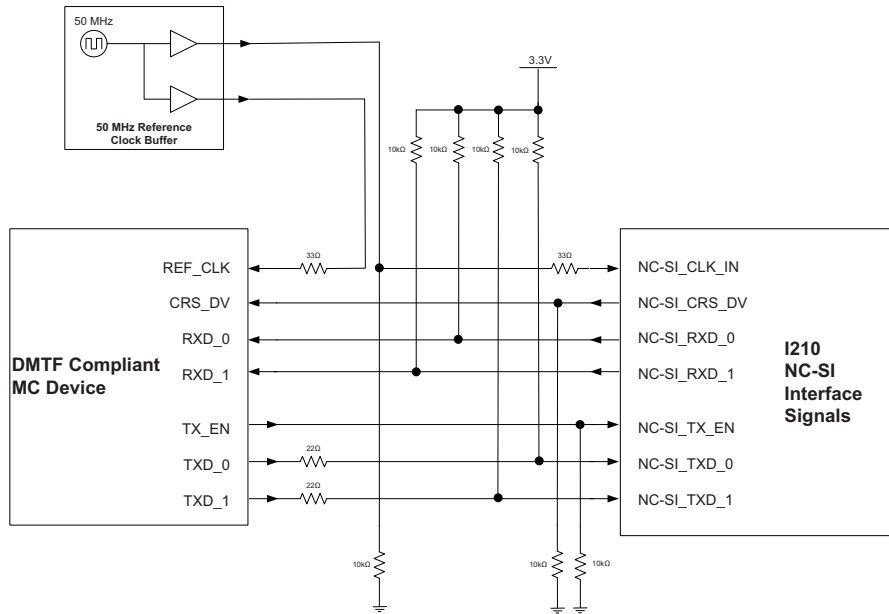 50 MHz
50 MHz Reference
Clock Buffer
3.3V
10kΩ
10kΩ
10kΩ
10kΩ
33Ω
33Ω
REF_CLK
CRS_DV
RXD_0
RXD_1
TX_EN
TXD_0
TXD_1
DMTF Compliant
MC Device
22Ω
22Ω
NC-SI_CLK_IN
NC-SI_CRS_DV
NC-SI_RXD_0
NC-SI_RXD_1
NC-SI_TX_EN
NC-SI_TXD_0
NC-SI_TXD_1
I210
NC-SI
Interface
Signals
10kΩ
10kΩ
10kΩ